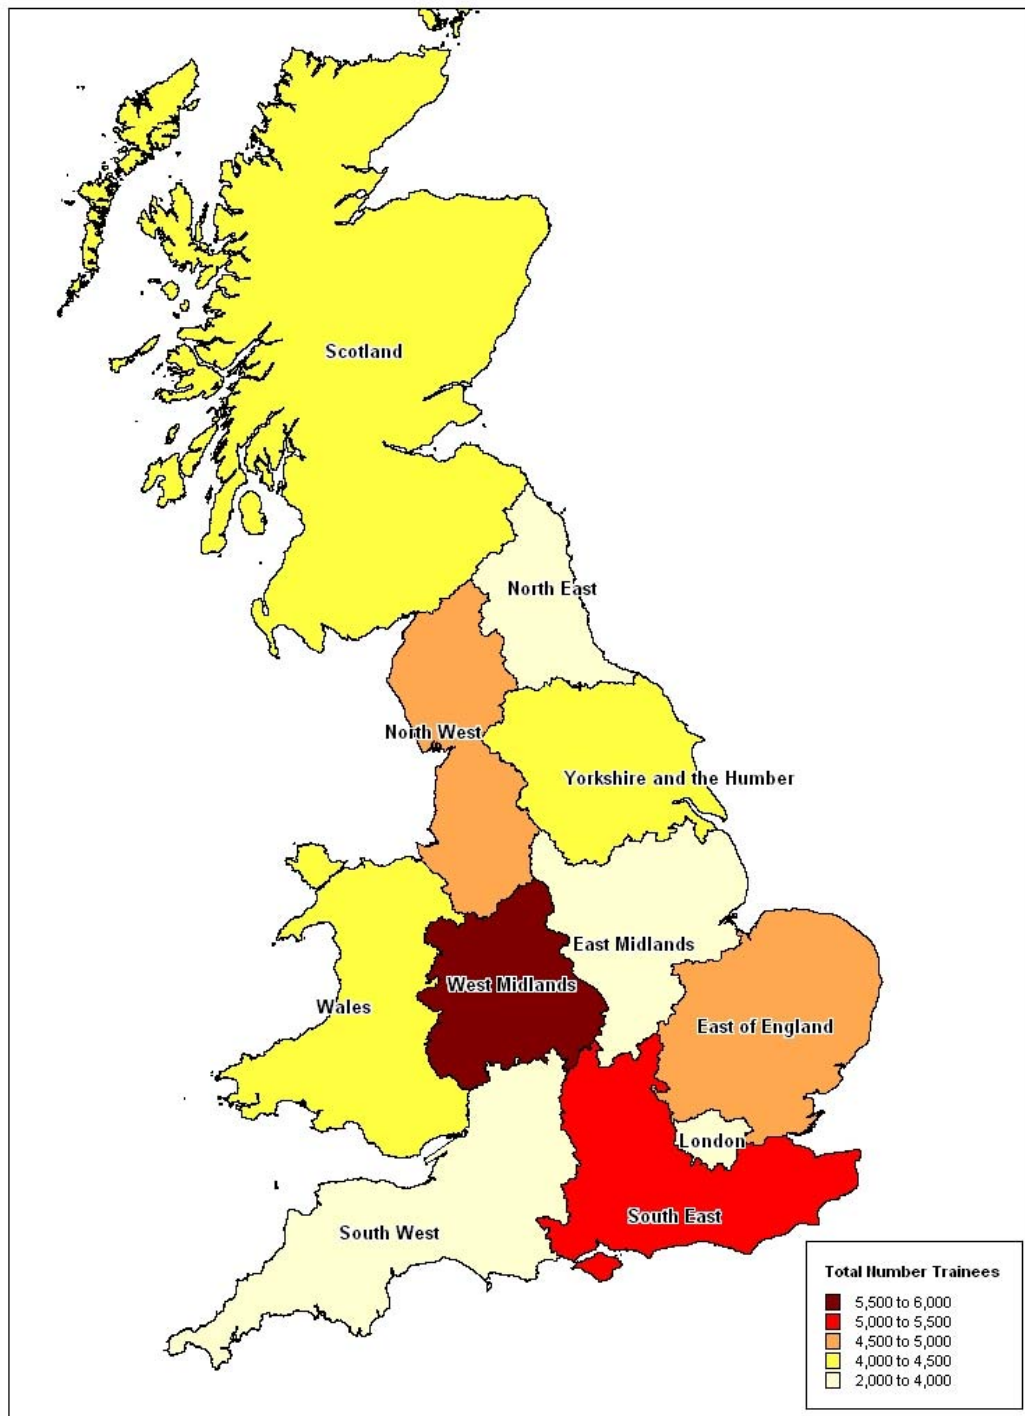 Scotland
North East
North West
Yorkshire and the Humber
East Midlands
West Midlands
Wales
East of England
London
South East
South West
Total Number Trainees
5,500 to 6,000
5,000 to 5,500
4,500 to 5,000
4,000 to 4,500
2,000 to 4,000